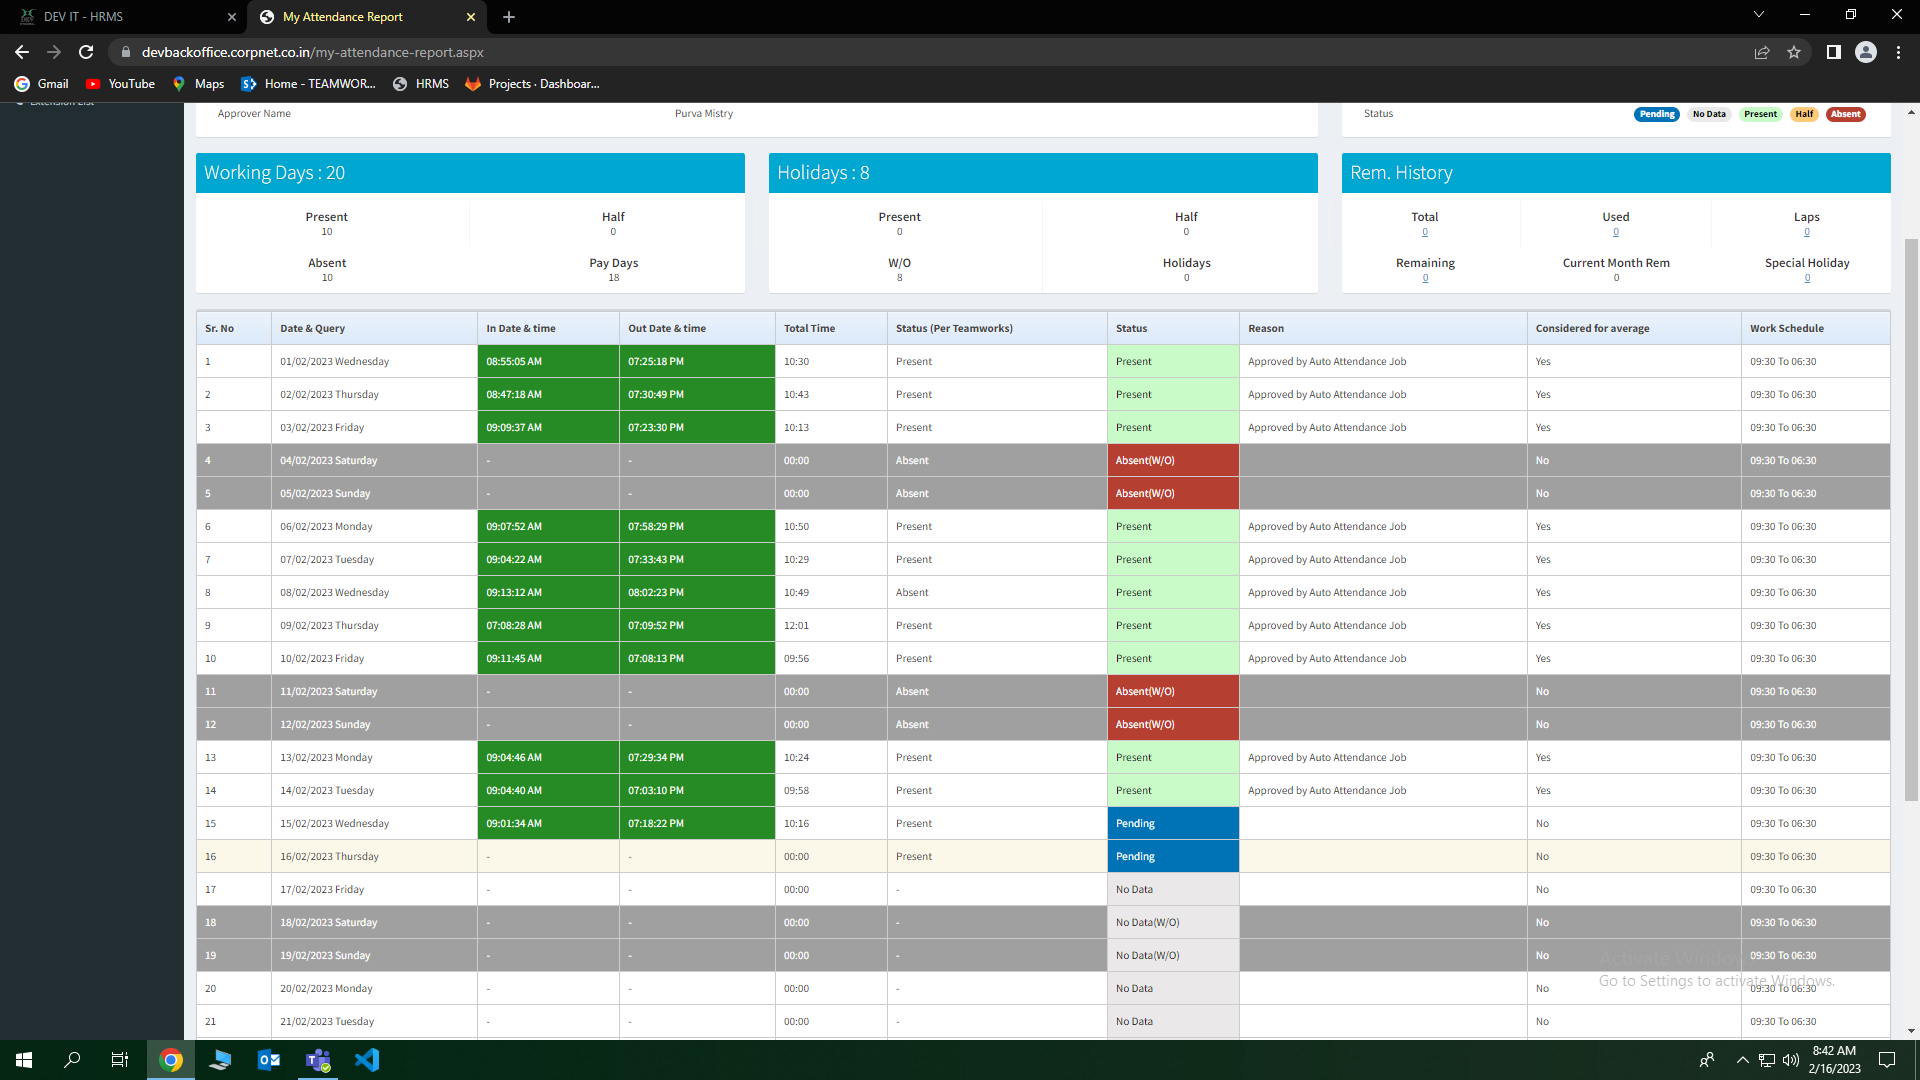 DEV IT - HRMS
My Attendance Report
devbackoffice.corpnet.co.in/my-attendance-report.aspx
Gmail YouTube Maps Home - TEAMWOR... HRMS Projects · Dashboar...
Extension List
Approver Name Purva Mistry Status Pending No Data Present Half Absent
Working Days : 20 Holidays : 8 Rem. History
Present Half Present Half Total Used Laps
10 0 0 0 0 0 0
Absent Pay Days W/O Holidays Remaining Current Month Rem Special Holiday
10 18 8 0 0 0 0
Sr. No Date & Query In Date & time Out Date & time Total Time Status (Per Teamworks) Status Reason Considered for average Work Schedule
1 01/02/2023 Wednesday 08:55:05 AM 07:25:18 PM 10:30 Present Present Approved by Auto Attendance Job Yes 09:30 To 06:30
2 02/02/2023 Thursday 08:47:18 AM 07:30:49 PM 10:43 Present Present Approved by Auto Attendance Job Yes 09:30 To 06:30
3 03/02/2023 Friday 09:09:37 AM 07:23:30 PM 10:13 Present Present Approved by Auto Attendance Job Yes 09:30 To 06:30
4 04/02/2023 Saturday - - 00:00 Absent Absent(W/O) No 09:30 To 06:30
5 05/02/2023 Sunday - - 00:00 Absent Absent(W/O) No 09:30 To 06:30
6 06/02/2023 Monday 09:07:52 AM 07:58:29 PM 10:50 Present Present Approved by Auto Attendance Job Yes 09:30 To 06:30
7 07/02/2023 Tuesday 09:04:22 AM 07:33:43 PM 10:29 Present Present Approved by Auto Attendance Job Yes 09:30 To 06:30
8 08/02/2023 Wednesday 09:13:12 AM 08:02:23 PM 10:49 Absent Present Approved by Auto Attendance Job Yes 09:30 To 06:30
9 09/02/2023 Thursday 07:08:28 AM 07:09:52 PM 12:01 Present Present Approved by Auto Attendance Job Yes 09:30 To 06:30
10 10/02/2023 Friday 09:11:45 AM 07:08:13 PM 09:56 Present Present Approved by Auto Attendance Job Yes 09:30 To 06:30
11 11/02/2023 Saturday - - 00:00 Absent Absent(W/O) No 09:30 To 06:30
12 12/02/2023 Sunday - - 00:00 Absent Absent(W/O) No 09:30 To 06:30
13 13/02/2023 Monday 09:04:46 AM 07:29:34 PM 10:24 Present Present Approved by Auto Attendance Job Yes 09:30 To 06:30
14 14/02/2023 Tuesday 09:04:40 AM 07:03:10 PM 09:58 Present Present Approved by Auto Attendance Job Yes 09:30 To 06:30
15 15/02/2023 Wednesday 09:01:34 AM 07:18:22 PM 10:16 Present Pending No 09:30 To 06:30
16 16/02/2023 Thursday - - 00:00 Present Pending No 09:30 To 06:30
17 17/02/2023 Friday - - 00:00 - No Data No 09:30 To 06:30
18 18/02/2023 Saturday - - 00:00 - No Data(W/O) No 09:30 To 06:30
19 19/02/2023 Sunday - - 00:00 - No Data(W/O) No 09:30 To 06:30
Activate Windows
Go to Settings to activate Windows.
20 20/02/2023 Monday - - 00:00 - No Data No 09:30 To 06:30
21 21/02/2023 Tuesday - - 00:00 - No Data No 09:30 To 06:30
8:42 AM
2/16/2023